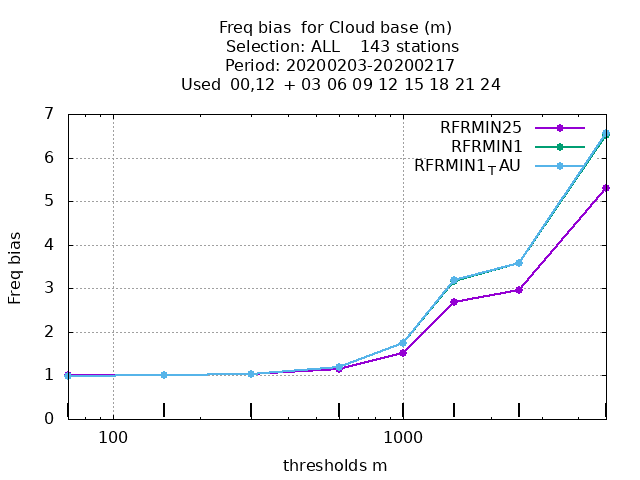 Freq bias  for Cloud base (m)
Selection: ALL    143 stations
Period: 20200203-20200217
Used  00,12  + 03 06 09 12 15 18 21 24
7
6
5
4
3
2
1
0
Freq bias
RFRMIN25
RFRMIN1
RFRMIN1TAU
100
1000
thresholds m